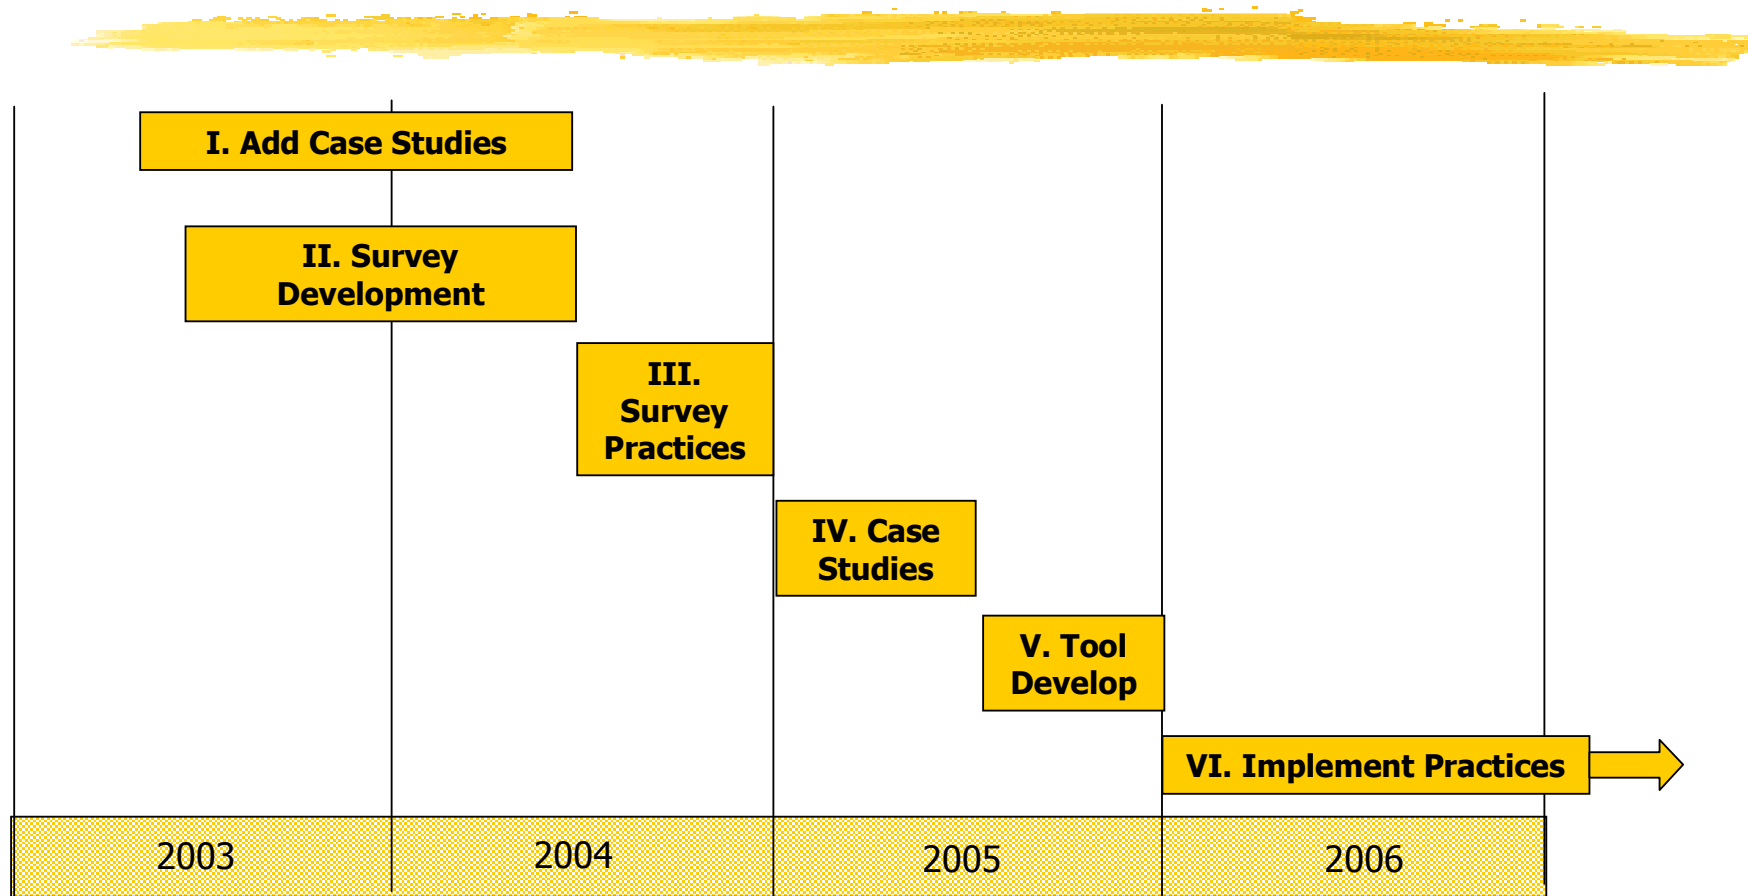 I. Add Case Studies
II. Survey
Development
III.
Survey
Practices
IV. Case
Studies
V. Tool
Develop
VI. Implement Practices
2003
2004
2005
2006